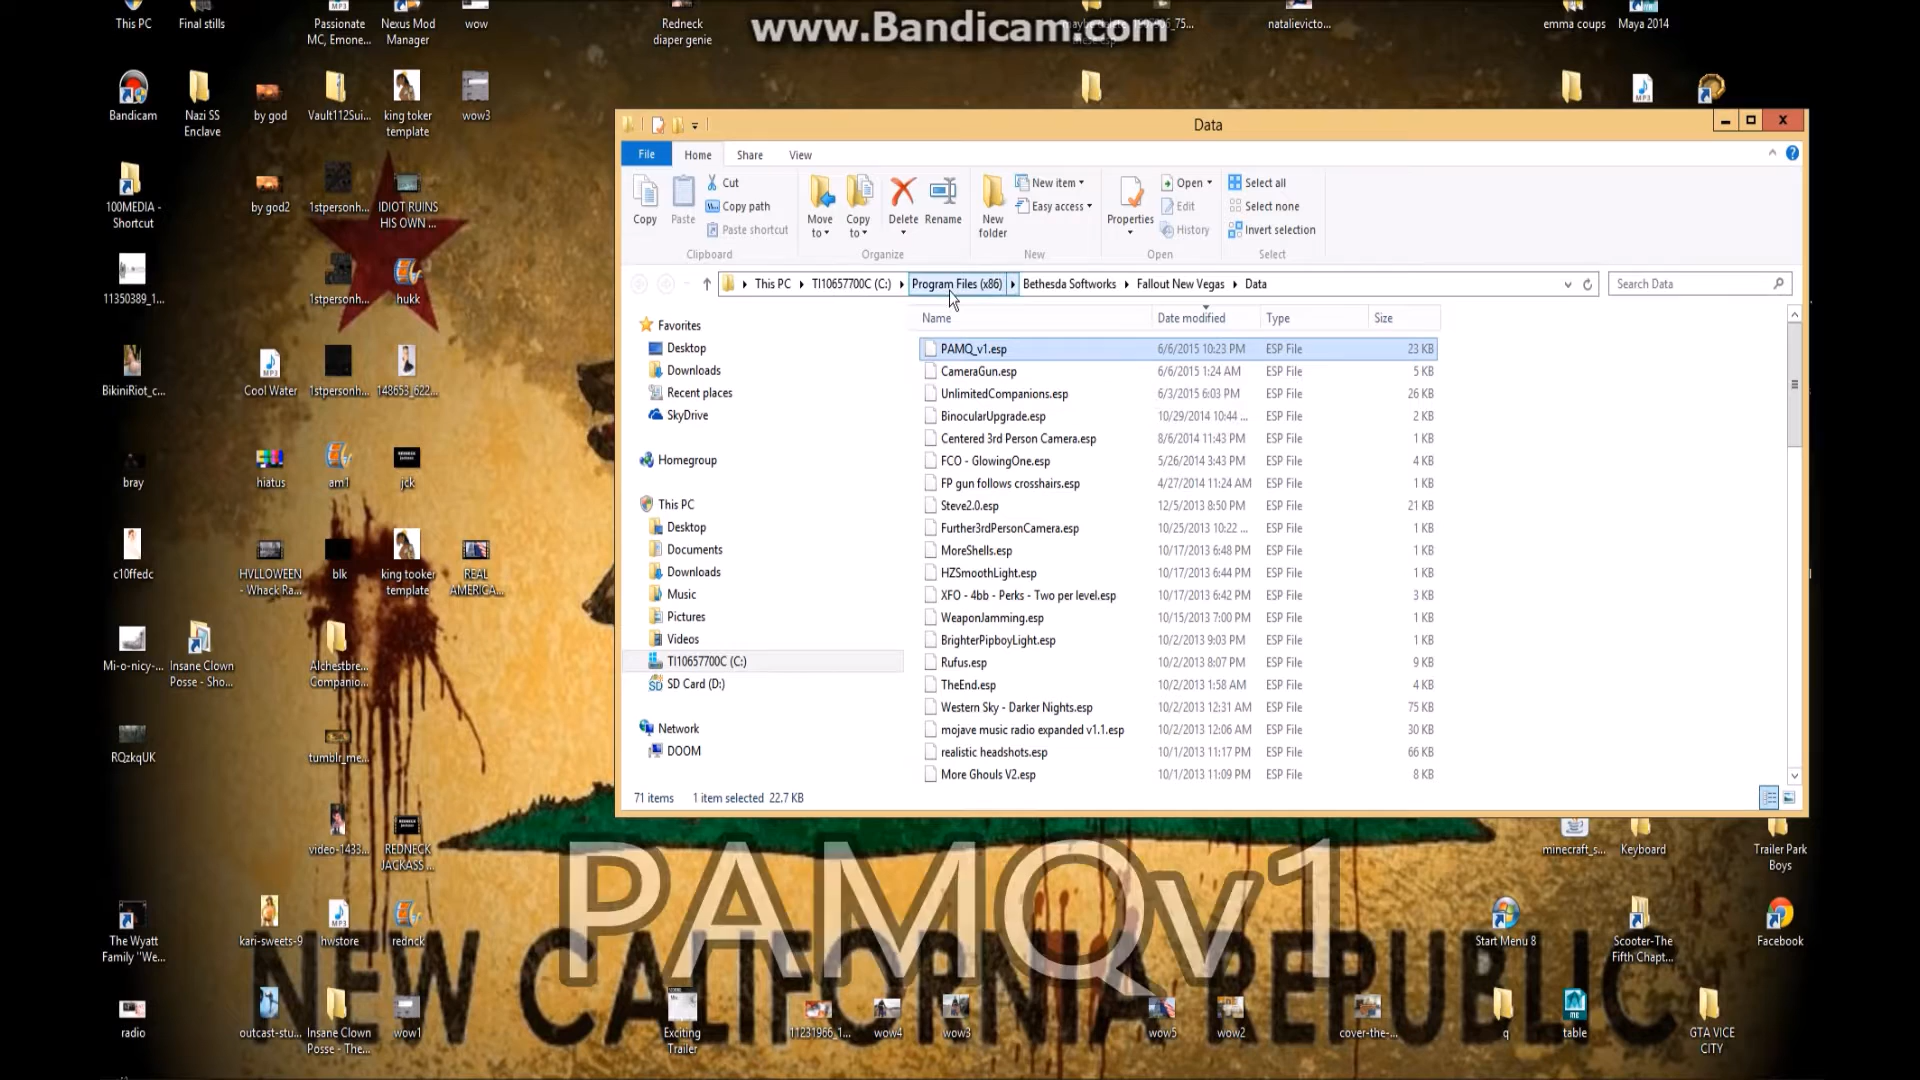 www.Bandicam.com
This PC
Final stills
Passionate
MC, Emone...
Nexus Mod
Manager
wow
Redneck
diaper genie
natalievicto...
emma coups
Maya 2014
Bandicam
Nazi SS
Enclave
by god
Vault112Sui...
king toker
template
wow3
100MEDIA -
Shortcut
by god2
1stpersonh...
IDIOT RUINS
HIS OWN ...
11350389_1...
1stpersonh...
hukk
BikiniRiot_c...
Cool Water
1stpersonh...
148653_622...
bray
hiatus
am1
jck
c10ffedc
HVLLOWEEN
- Whack Ra...
blk
king tooker
template
REAL
AMERICA...
Mi-o-nicy-...
Insane Clown
Posse - Sho...
Alchestbre...
Companio...
RQzkqUK
tumblr_me...
video-1433...
REDNECK
JACKASS ...
The Wyatt
Family "We...
kari-sweets-9
hwstore
rednck
radio
outcast-stu...
Insane Clown
Posse - The...
wow1
Data
File
Home
Share
View
Copy
Paste
Cut
Copy path
Paste shortcut
Clipboard
Move
to
Copy
to
Delete
Rename
Organize
New
folder
New item
Easy access
New
Properties
Open
Edit
History
Open
Select all
Select none
Invert selection
Select
This PC
TI10657700C (C:)
Program Files (x86)
Bethesda Softworks
Fallout New Vegas
Data
Search Data
Favorites
Desktop
Downloads
Recent places
SkyDrive
Homegroup
This PC
Desktop
Documents
Downloads
Music
Pictures
Videos
TI10657700C (C:)
SD Card (D:)
Network
DOOM
Name Date modified Type Size
PAMQ_v1.esp 6/6/2015 10:23 PM ESP File 23 KB
CameraGun.esp 6/6/2015 1:24 AM ESP File 5 KB
UnlimitedCompanions.esp 6/3/2015 6:03 PM ESP File 26 KB
BinocularUpgrade.esp 10/29/2014 10:44 ... ESP File 2 KB
Centered 3rd Person Camera.esp 8/6/2014 11:43 PM ESP File 1 KB
FCO - GlowingOne.esp 5/26/2014 3:43 PM ESP File 4 KB
FP gun follows crosshairs.esp 4/27/2014 11:24 AM ESP File 1 KB
Steve2.0.esp 12/5/2013 8:50 PM ESP File 21 KB
Further3rdPersonCamera.esp 10/25/2013 10:22 ... ESP File 1 KB
MoreShells.esp 10/17/2013 6:48 PM ESP File 1 KB
HZSmoothLight.esp 10/17/2013 6:44 PM ESP File 1 KB
XFO - 4bb - Perks - Two per level.esp 10/17/2013 6:42 PM ESP File 3 KB
WeaponJamming.esp 10/15/2013 7:00 PM ESP File 1 KB
BrighterPipboyLight.esp 10/2/2013 9:03 PM ESP File 1 KB
Rufus.esp 10/2/2013 8:07 PM ESP File 9 KB
TheEnd.esp 10/2/2013 1:58 AM ESP File 4 KB
Western Sky - Darker Nights.esp 10/2/2013 12:31 AM ESP File 75 KB
mojave music radio expanded v1.1.esp 10/2/2013 12:06 AM ESP File 30 KB
realistic headshots.esp 10/1/2013 11:17 PM ESP File 66 KB
More Ghouls V2.esp 10/1/2013 11:09 PM ESP File 8 KB
71 items 1 item selected 22.7 KB
PAMQv1
NEW CALIFORNIA REPUBLIC
minecraft_s...
Keyboard
Trailer Park
Boys
Start Menu 8
Scooter-The
Fifth Chapt...
Facebook
Exciting
Trailer
11231966_1...
wow4
wow3
wow5
wow2
cover-the-...
q
table
GTA VICE
CITY